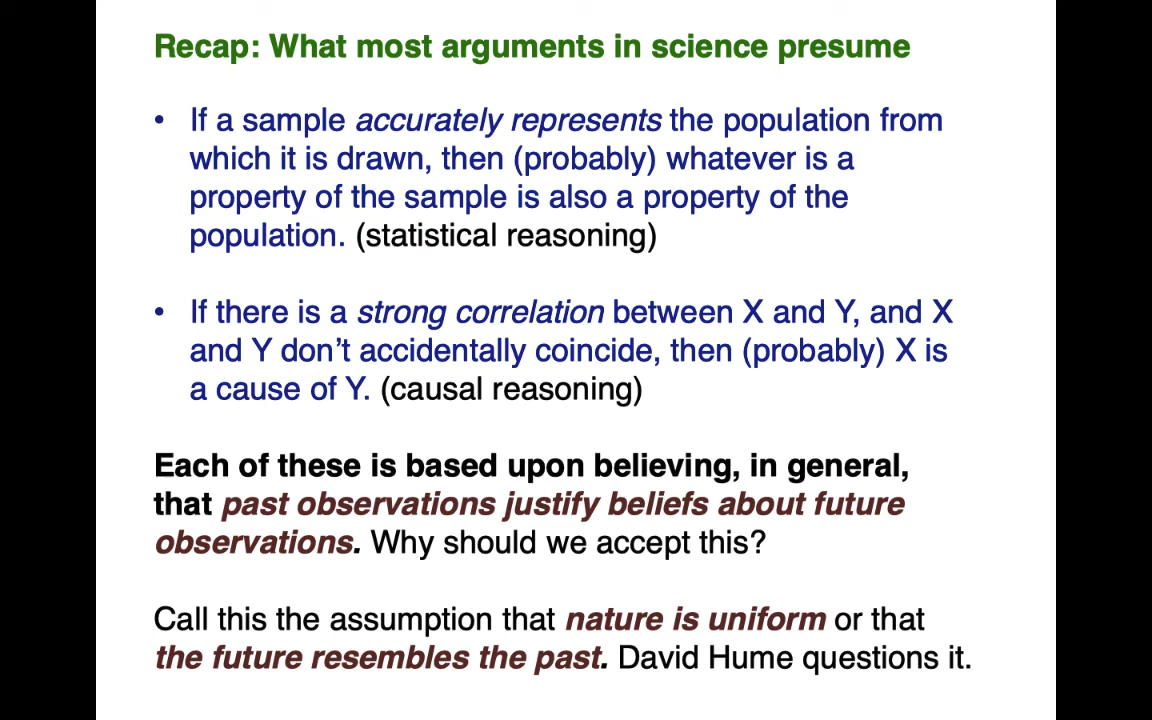 Recap: What most arguments in science presume
• If a sample accurately represents the population from
which it is drawn, then (probably) whatever is a
property of the sample is also a property of the
population. (statistical reasoning)
• If there is a strong correlation between X and Y, and X
and Y don’t accidentally coincide, then (probably) X is
a cause of Y. (causal reasoning)
Each of these is based upon believing, in general,
that past observations justify beliefs about future
observations. Why should we accept this?
Call this the assumption that nature is uniform or that
the future resembles the past. David Hume questions it.